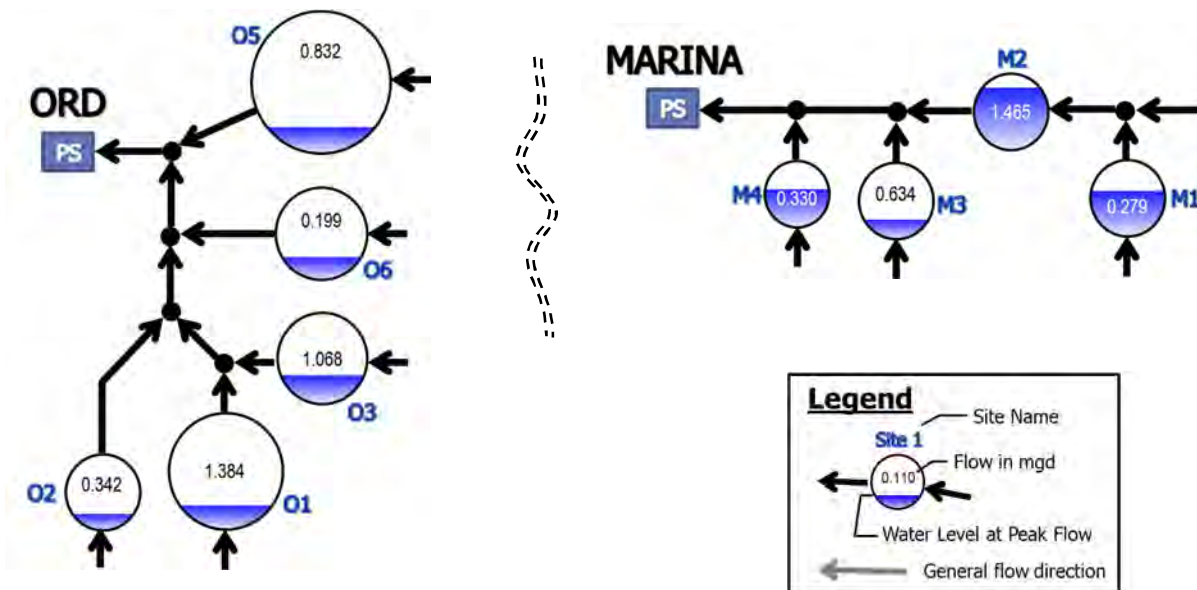 ORD
PS
O5
0.832
0.199
O6
1.068
O3
O2
0.342
1.384
O1
MARINA
PS
M2
1.465
M4
0.330
0.634
M3
0.279
M1
Legend
Site Name
Site 1
0.110
Flow in mgd
Water Level at Peak Flow
General flow direction